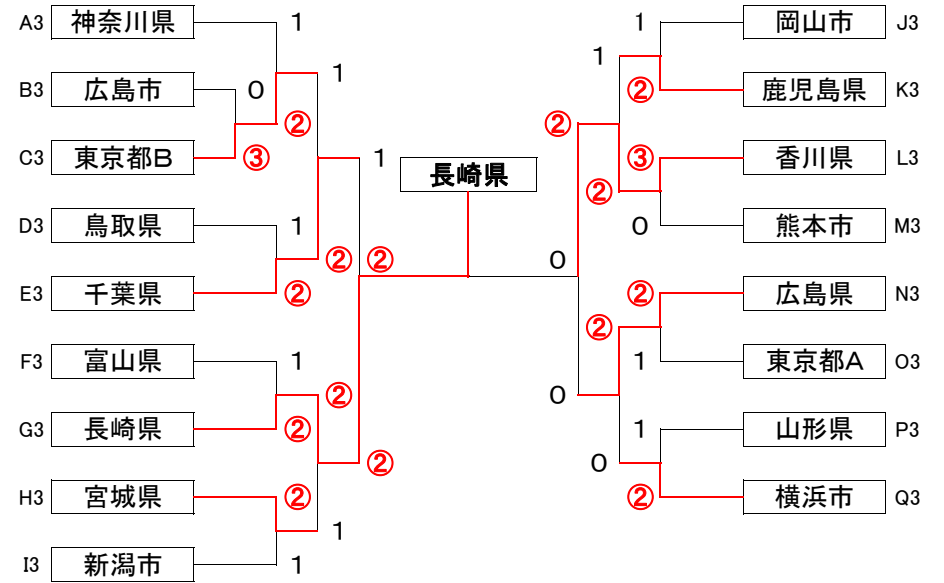 A3 神奈川県 1
1
B3 広島市 0
②
C3 東京都B ③
1
D3 鳥取県 1
②
E3 千葉県 ②
F3 富山県 1
②
G3 長崎県 ②
②
H3 宮城県 ②
1
I3 新潟市 1
②
長崎県
0
1 岡山市 J3
1
② 鹿児島県 K3
②
③ 香川県 L3
②
0 熊本市 M3
② 広島県 N3
②
1 東京都A O3
0
1 山形県 P3
0
② 横浜市 Q3